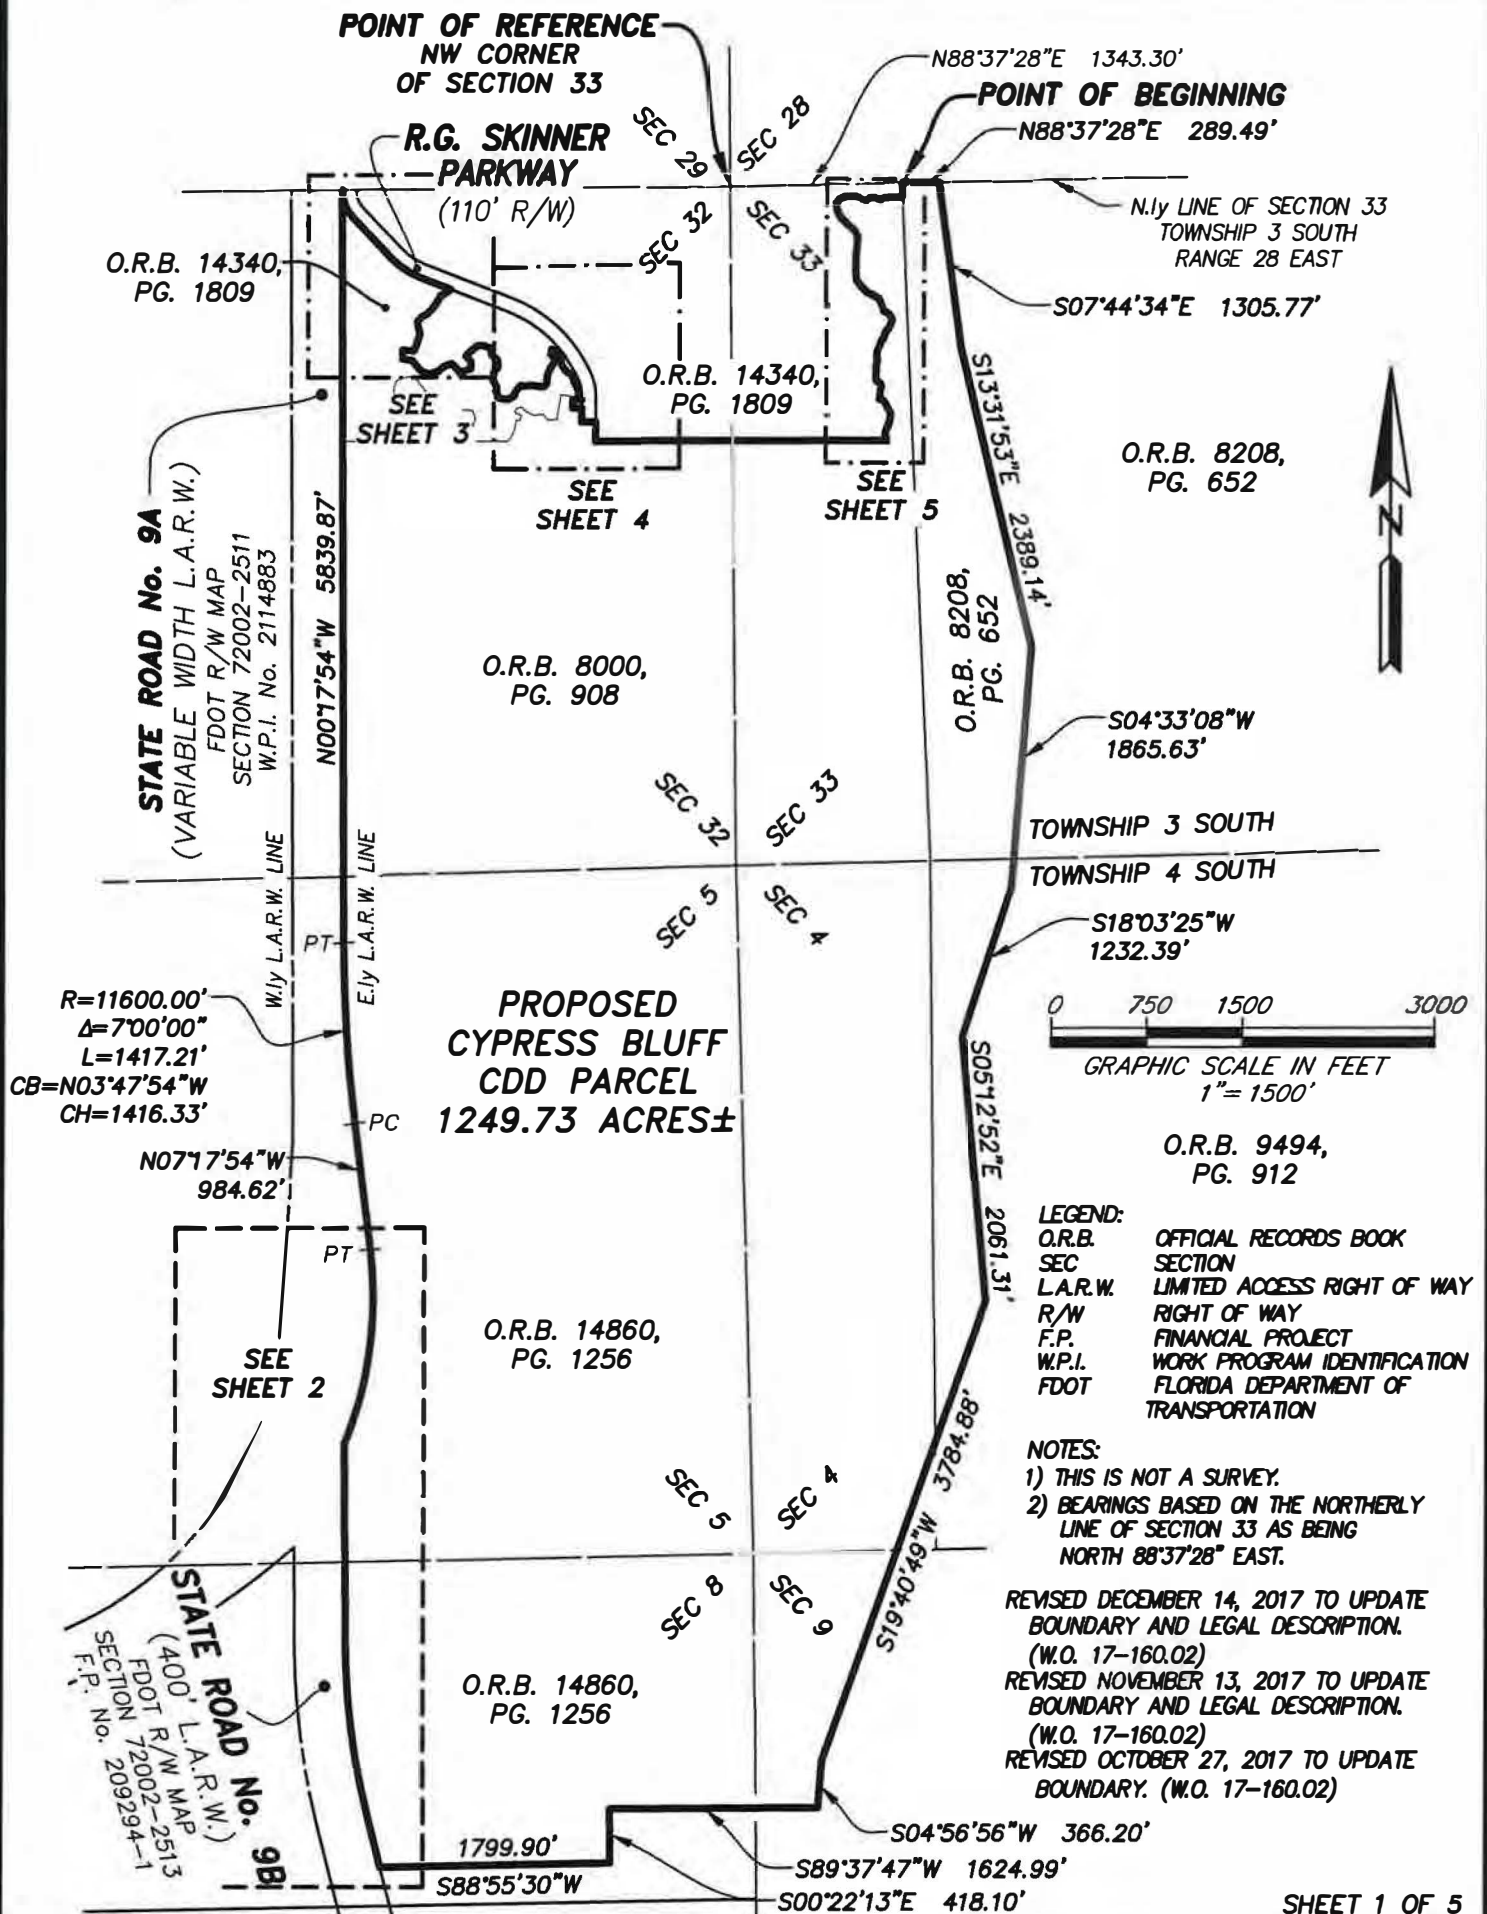 POINT OF REFERENCE
NW CORNER
OF SECTION 33
N88°37'28"E 1343.30'
POINT OF BEGINNING
N88°37'28"E 289.49'
R.G. SKINNER
PARKWAY
(110' R/W)
SEC 29
SEC 28
SEC 32
SEC 33
N.ly LINE OF SECTION 33
TOWNSHIP 3 SOUTH
RANGE 28 EAST
O.R.B. 14340,
PG. 1809
S07°44'34"E 1305.77'
O.R.B. 14340,
PG. 1809
SEE
SHEET 3
S13°31'53"E 2389.14'
O.R.B. 8208,
PG. 652
N
SEE
SHEET 4
SEE
SHEET 5
STATE ROAD No. 9A
(VARIABLE WIDTH L.A.R.W.)
FDOT R/W MAP
SECTION 72002-2511
W.P.I. No. 2114883
N00°17'54"W 5839.87'
O.R.B. 8208,
PG. 652
O.R.B. 8000,
PG. 908
S04°33'08"W
1865.63'
SEC 32
SEC 33
TOWNSHIP 3 SOUTH
TOWNSHIP 4 SOUTH
W.ly L.A.R.W. LINE
E.ly L.A.R.W. LINE
SEC 5
SEC 4
PT
S18°03'25"W
1232.39'
R=11600.00'
Δ=7°00'00"
L=1417.21'
CB=N03°47'54"W
CH=1416.33'
PROPOSED
CYPRESS BLUFF
CDD PARCEL
1249.73 ACRES±
0 750 1500 3000
GRAPHIC SCALE IN FEET
1"= 1500'
S05°12'52"E 2061.31'
PC
N07°17'54"W
984.62'
O.R.B. 9494,
PG. 912
PT
LEGEND:
O.R.B. OFFICIAL RECORDS BOOK
SEC SECTION
L.A.R.W. LIMITED ACCESS RIGHT OF WAY
R/W RIGHT OF WAY
F.P. FINANCIAL PROJECT
W.P.I. WORK PROGRAM IDENTIFICATION
FDOT FLORIDA DEPARTMENT OF
TRANSPORTATION
SEE
SHEET 2
O.R.B. 14860,
PG. 1256
S19°40'49"W 3784.88'
NOTES:
1) THIS IS NOT A SURVEY.
2) BEARINGS BASED ON THE NORTHERLY
LINE OF SECTION 33 AS BEING
NORTH 88°37'28" EAST.
SEC 5
SEC 4
SEC 8
SEC 9
REVISED DECEMBER 14, 2017 TO UPDATE
BOUNDARY AND LEGAL DESCRIPTION.
(W.O. 17-160.02)
REVISED NOVEMBER 13, 2017 TO UPDATE
BOUNDARY AND LEGAL DESCRIPTION.
(W.O. 17-160.02)
REVISED OCTOBER 27, 2017 TO UPDATE
BOUNDARY. (W.O. 17-160.02)
STATE ROAD No. 9B
(400' L.A.R.W.)
FDOT R/W MAP
SECTION 72002-2513
F.P. No. 209294-1
O.R.B. 14860,
PG. 1256
S04°56'56"W 366.20'
1799.90'
S88°55'30"W
S89°37'47"W 1624.99'
S00°22'13"E 418.10'
SHEET 1 OF 5